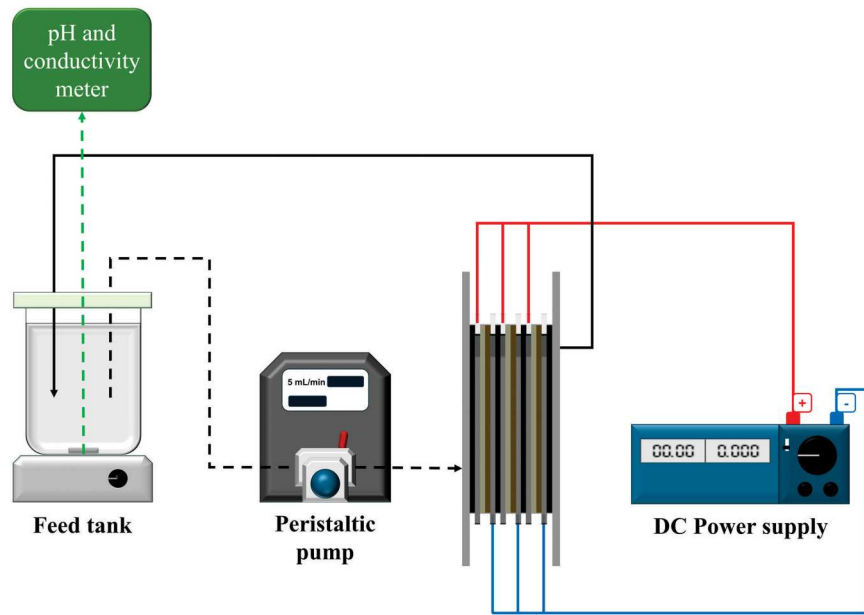 pH and
conductivity
meter
5 mL/min
+
-
00.00
0.000
Feed tank
Peristaltic
pump
DC Power supply